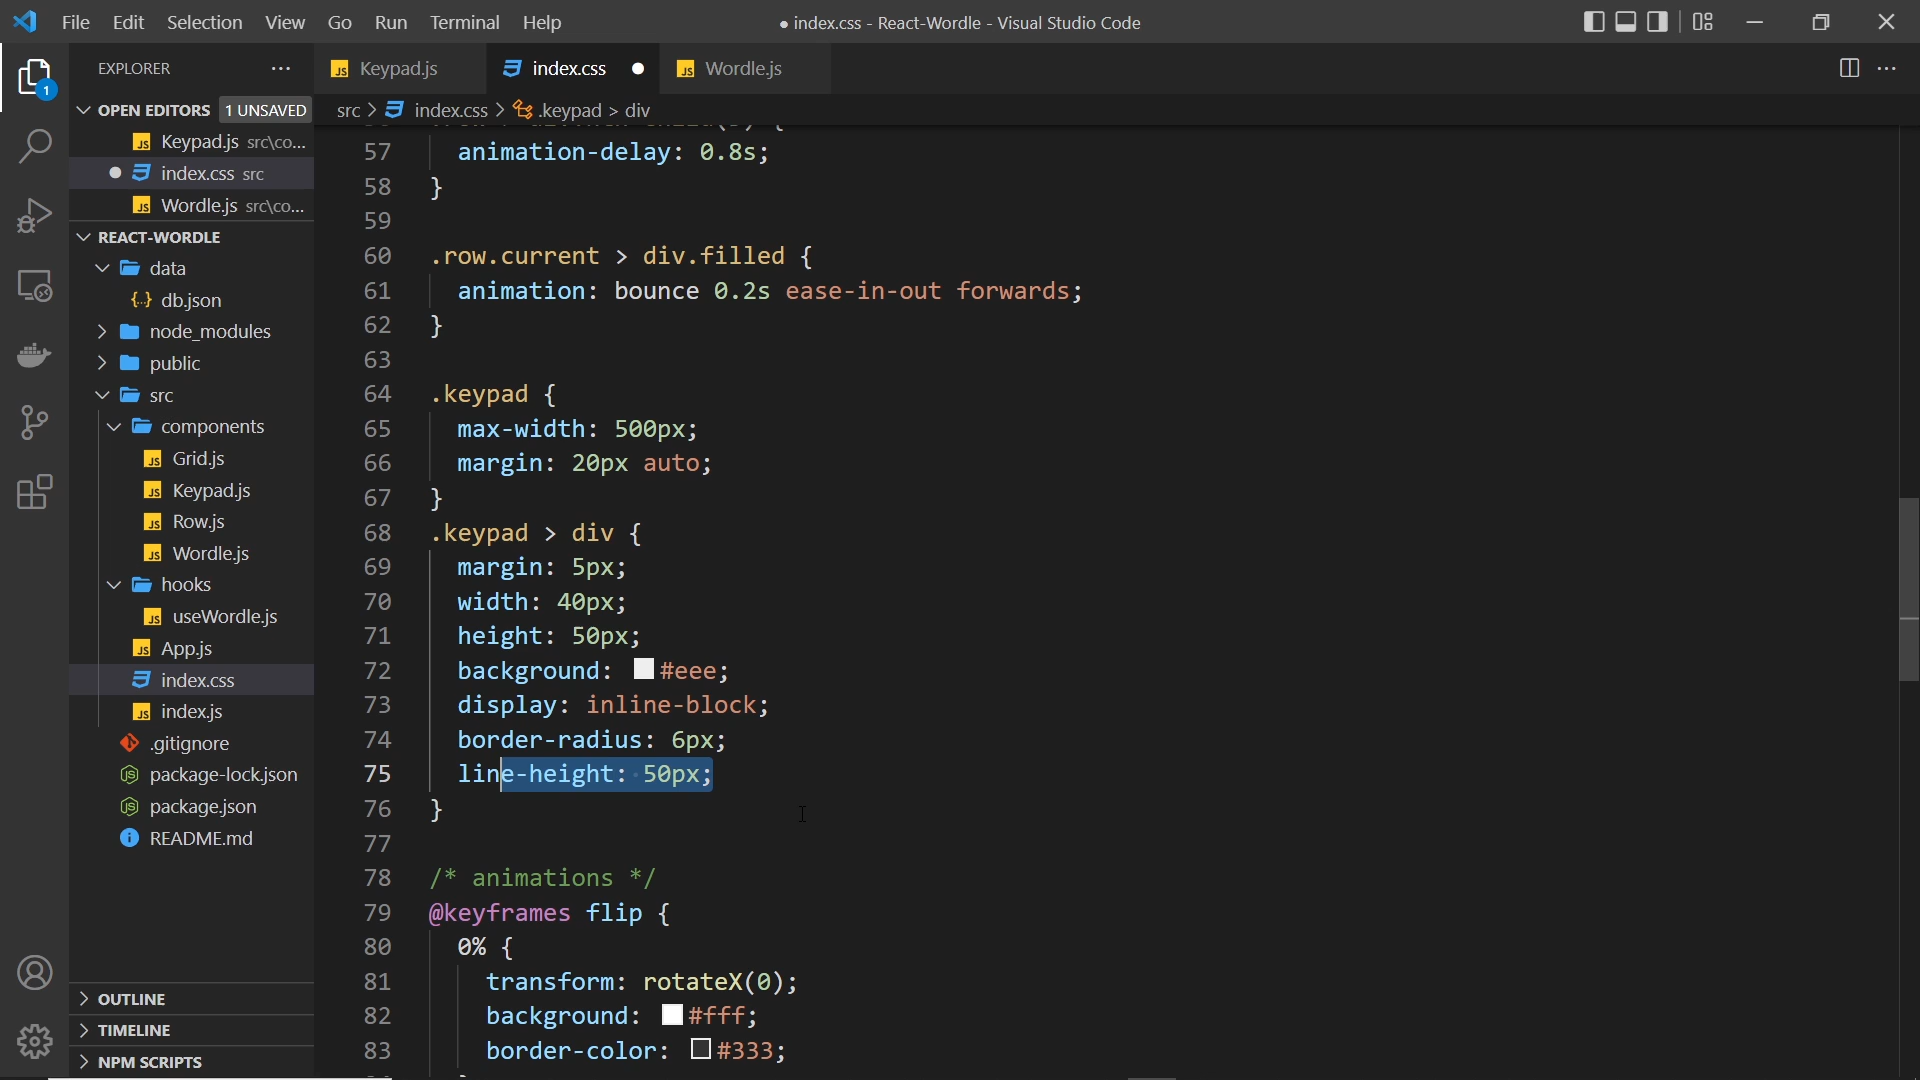 File Edit Selection View Go Run Terminal Help
● index.css - React-Wordle - Visual Studio Code
EXPLORER
Keypad.js
index.css
Wordle.js
OPEN EDITORS
1 UNSAVED
Keypad.js src\co...
index.css src
Wordle.js src\co...
REACT-WORDLE
data
db.json
node_modules
public
src
components
Grid.js
Keypad.js
Row.js
Wordle.js
hooks
useWordle.js
App.js
index.css
index.js
.gitignore
package-lock.json
package.json
README.md
OUTLINE
TIMELINE
NPM SCRIPTS
1
src > index.css > .keypad > div
57 animation-delay: 0.8s;
58 }
59
60 .row.current > div.filled {
61 animation: bounce 0.2s ease-in-out forwards;
62 }
63
64 .keypad {
65 max-width: 500px;
66 margin: 20px auto;
67 }
68 .keypad > div {
69 margin: 5px;
70 width: 40px;
71 height: 50px;
72 background: #eee;
73 display: inline-block;
74 border-radius: 6px;
75 line-height: 50px;
76 }
77
78 /* animations */
79 @keyframes flip {
80 0% {
81 transform: rotateX(0);
82 background: #fff;
83 border-color: #333;